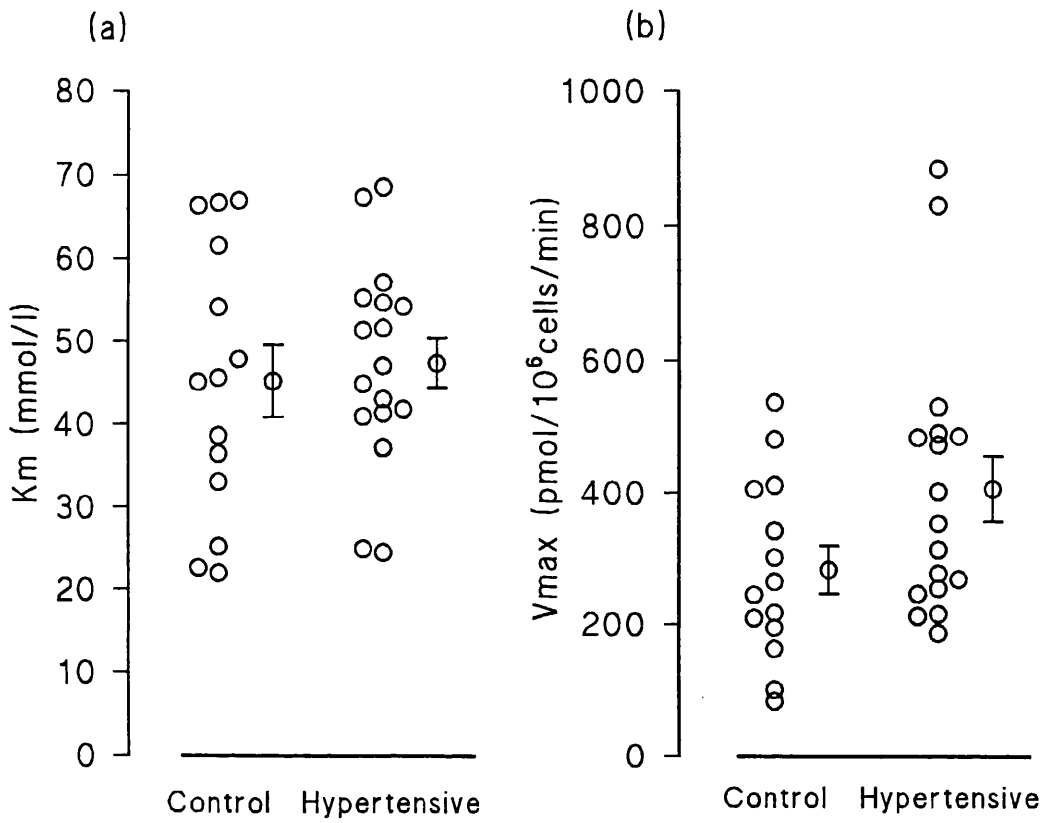 (a)
Km (mmol/l)
80
70
60
50
40
30
20
10
0
Control Hypertensive
(b)
Vmax (pmol/10⁶cells/min)
1000
800
600
400
200
0
Control Hypertensive